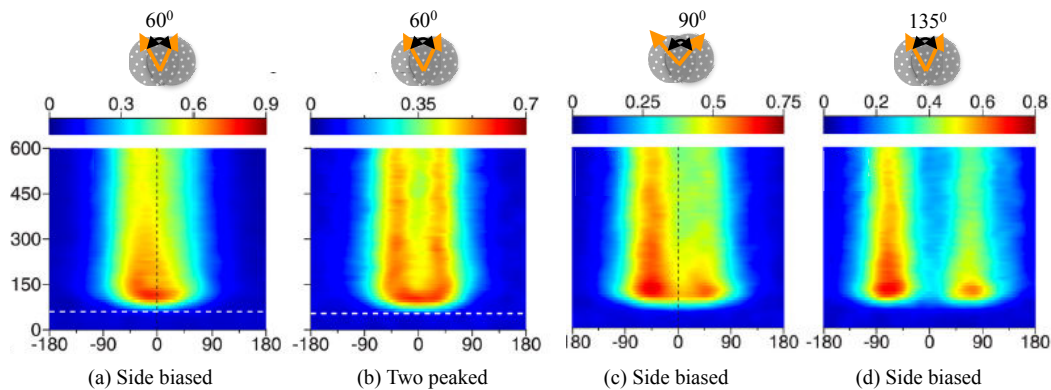 60⁰ 60⁰ 90⁰ 135⁰
0 0.3 0.6 0.9 0 0.35 0.7 0 0.25 0.5 0.75 0 0.2 0.4 0.6 0.8
600
450
300
150
0
-180 -90 0 90 180 -180 -90 0 90 180 -180 -90 0 90 180 -180 -90 0 90 180
(a) Side biased (b) Two peaked (c) Side biased (d) Side biased